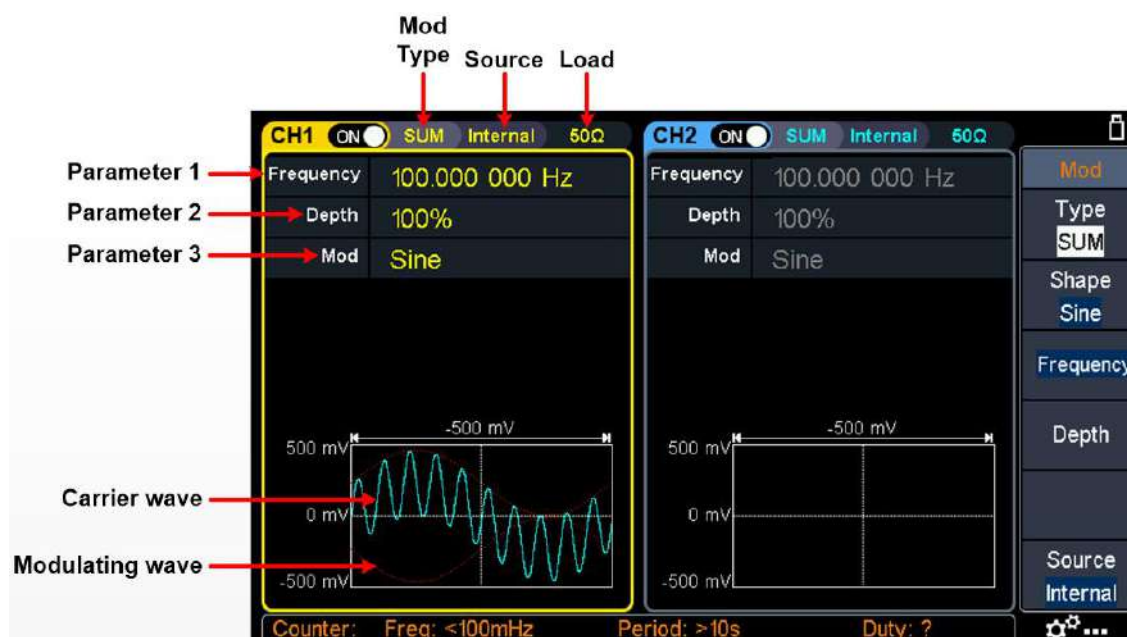 Mod
Type Source Load
CH1 ON SUM Internal 50Ω
CH2 ON SUM Internal 50Ω
Parameter 1 Frequency 100.000 000 Hz
Frequency 100.000 000 Hz
Mod
Parameter 2 Depth 100%
Depth 100%
Type
SUM
Parameter 3 Mod Sine
Mod Sine
Shape
Sine
Frequency
Depth
-500 mV
500 mV
-500 mV
500 mV
Carrier wave
0 mV
0 mV
Modulating wave
-500 mV
-500 mV
Source
Internal
Counter: Freq: <100mHz Period: >10s Duty: ?